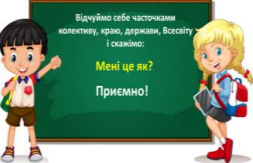 Відчуймо себе часточками
колективу, краю, держави, Всесвіту
і скажімо:
Мені це як?
Приємно!